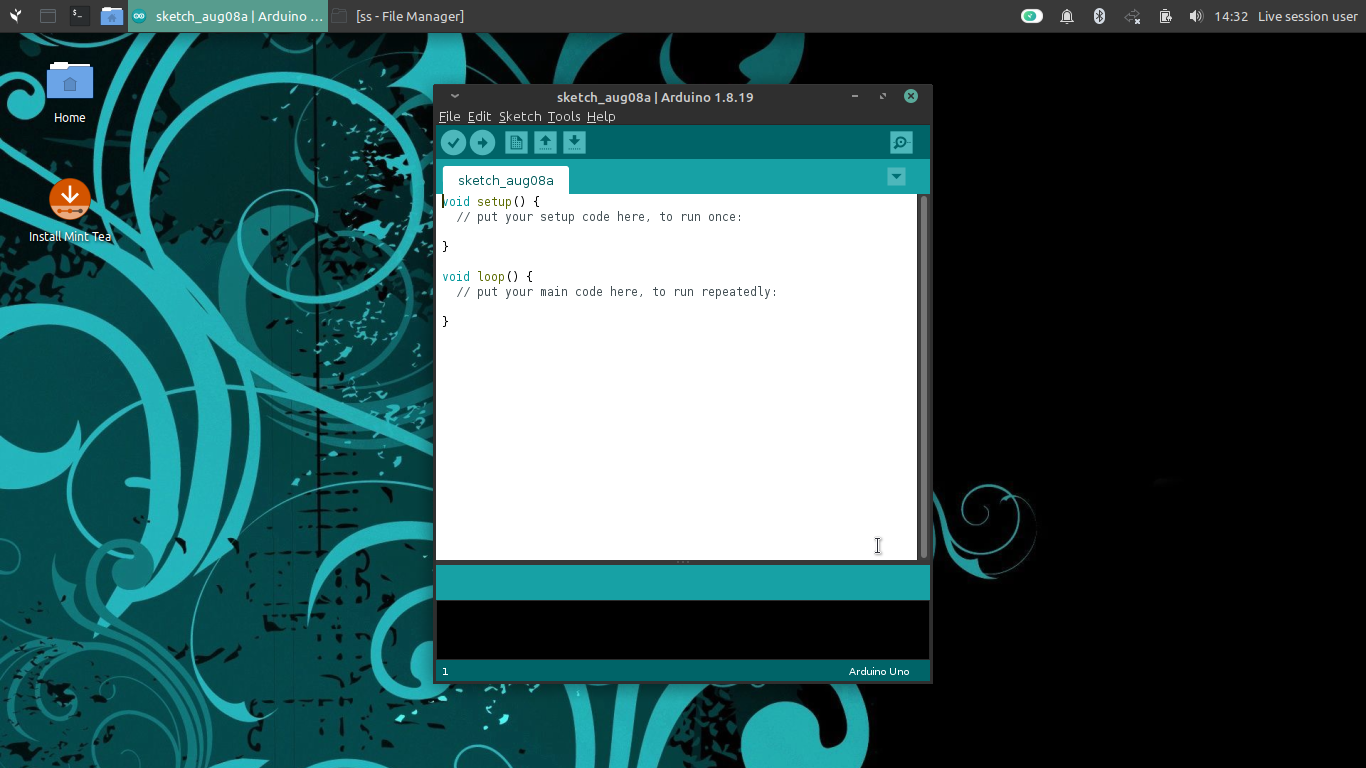 sketch_aug08a | Arduino ...
[ss - File Manager]
14:32
Live session user
Home
Install Mint Tea
sketch_aug08a | Arduino 1.8.19
File Edit Sketch Tools Help
sketch_aug08a
void setup() {
  // put your setup code here, to run once:
}
void loop() {
  // put your main code here, to run repeatedly:
}
1
Arduino Uno